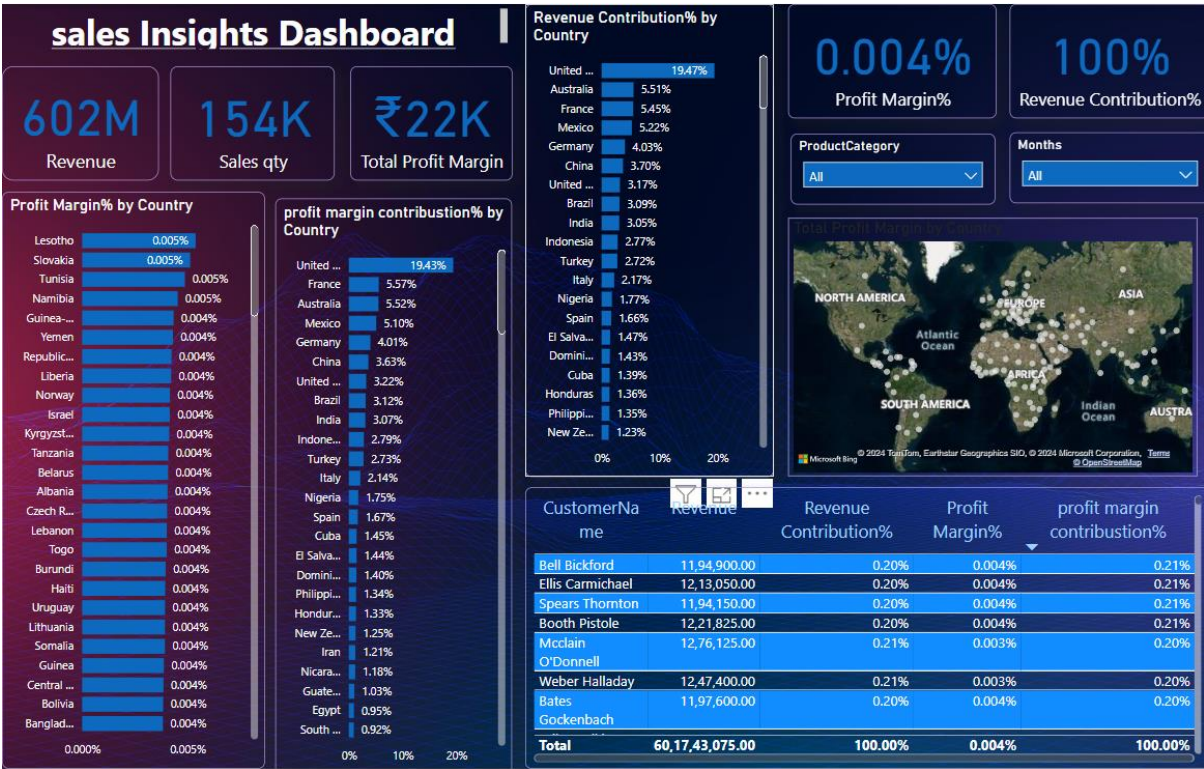 sales Insights Dashboard
602M
Revenue
154K
Sales qty
₹22K
Total Profit Margin
Profit Margin% by Country
Lesotho 0.005%
Slovakia 0.005%
Tunisia 0.005%
Namibia 0.005%
Guinea-... 0.004%
Yemen 0.004%
Republic... 0.004%
Liberia 0.004%
Norway 0.004%
Israel 0.004%
Kyrgyzst... 0.004%
Tanzania 0.004%
Belarus 0.004%
Albania 0.004%
Czech R... 0.004%
Lebanon 0.004%
Togo 0.004%
Burundi 0.004%
Haiti 0.004%
Uruguay 0.004%
Lithuania 0.004%
Somalia 0.004%
Guinea 0.004%
Central ... 0.004%
Bolivia 0.004%
Banglad... 0.004%
0.000% 0.005%
profit margin contribustion% by
Country
United ... 19.43%
France 5.57%
Australia 5.52%
Mexico 5.10%
Germany 4.01%
China 3.63%
United ... 3.22%
Brazil 3.12%
India 3.07%
Indone... 2.79%
Turkey 2.73%
Italy 2.14%
Nigeria 1.75%
Spain 1.67%
Cuba 1.45%
El Salva... 1.44%
Domini... 1.40%
Philippi... 1.34%
Hondur... 1.33%
New Ze... 1.25%
Iran 1.21%
Nicara... 1.18%
Guate... 1.03%
Egypt 0.95%
South ... 0.92%
0% 10% 20%
Revenue Contribution% by
Country
United ... 19.47%
Australia 5.51%
France 5.45%
Mexico 5.22%
Germany 4.03%
China 3.70%
United ... 3.17%
Brazil 3.09%
India 3.05%
Indonesia 2.77%
Turkey 2.72%
Italy 2.17%
Nigeria 1.77%
Spain 1.66%
El Salva... 1.47%
Domini... 1.43%
Cuba 1.39%
Honduras 1.36%
Philippi... 1.35%
New Ze... 1.23%
0% 10% 20%
0.004%
Profit Margin%
100%
Revenue Contribution%
ProductCategory
All
Months
All
Total Profit Margin by Country
NORTH AMERICA
EUROPE
ASIA
Atlantic
Ocean
AFRICA
SOUTH AMERICA
Indian
Ocean
AUSTRA
Microsoft Bing © 2024 TomTom, Earthstar Geographics SIO, © 2024 Microsoft Corporation, Terms
© OpenStreetMap
CustomerNa
me Revenue Revenue
Contribution% Profit
Margin% profit margin
contribustion%
Bell Bickford 11,94,900.00 0.20% 0.004% 0.21%
Ellis Carmichael 12,13,050.00 0.20% 0.004% 0.21%
Spears Thornton 11,94,150.00 0.20% 0.004% 0.21%
Booth Pistole 12,21,825.00 0.20% 0.004% 0.21%
Mcclain 12,76,125.00 0.21% 0.003% 0.20%
O'Donnell
Weber Halladay 12,47,400.00 0.21% 0.003% 0.20%
Bates 11,97,600.00 0.20% 0.004% 0.20%
Gockenbach
Total 60,17,43,075.00 100.00% 0.004% 100.00%